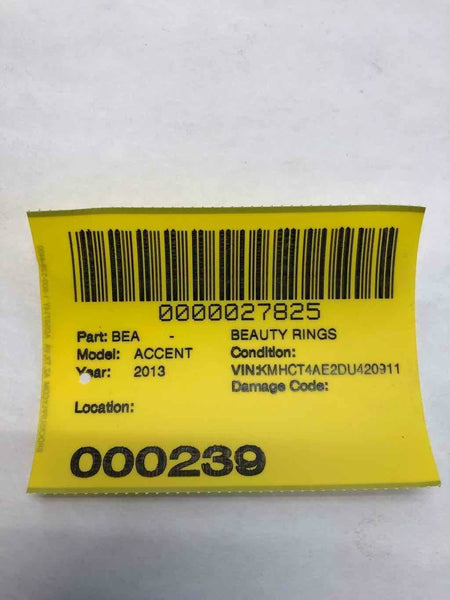 0000027825
Part: BEA - BEAUTY RINGS
Model: ACCENT Condition:
Year: 2013 VIN:KMHCT4AE2DU420911
Damage Code:
Location:
000239